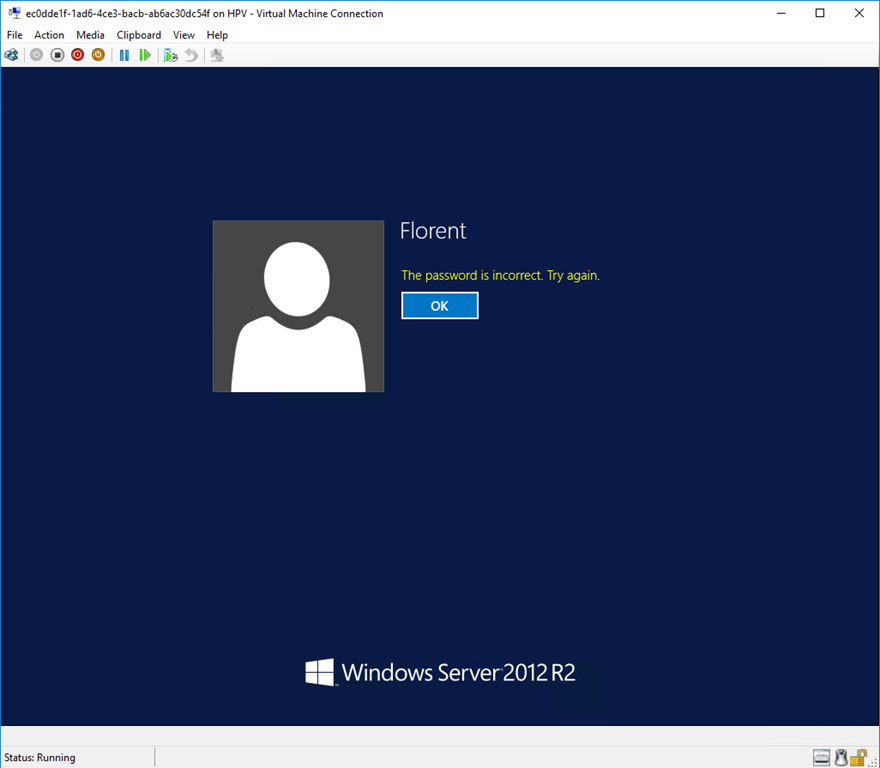 ec0dde1f-1ad6-4ce3-bacb-ab6ac30dc54f on HPV - Virtual Machine Connection
File Action Media Clipboard View Help
Florent
The password is incorrect. Try again.
OK
Windows Server 2012 R2
Status: Running